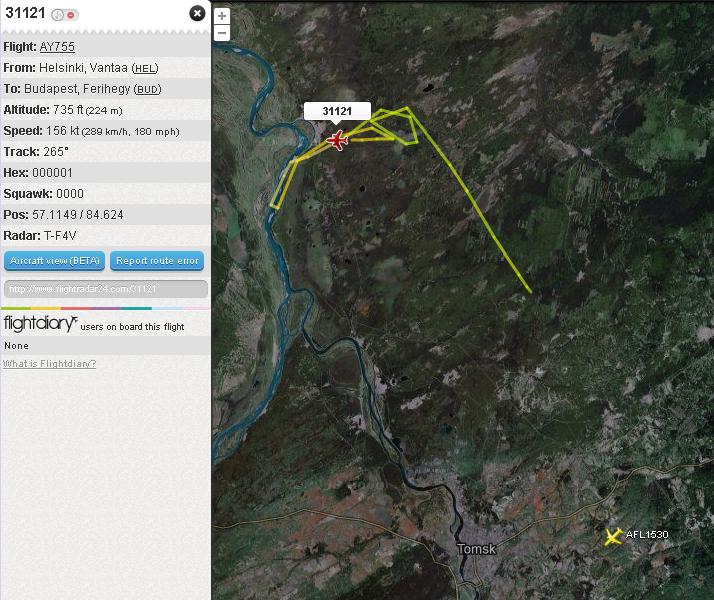 31121
Flight: AY755
From: Helsinki, Vantaa (HEL)
To: Budapest, Ferihegy (BUD)
Altitude: 735 ft (224 m)
Speed: 156 kt (289 km/h, 180 mph)
Track: 265°
Hex: 000001
Squawk: 0000
Pos: 57.1149 / 84.624
Radar: T-F4V
Aircraft view (BETA) Report route error
http://www.flightradar24.com/31121
flightdiary users on board this flight
None
What is Flightdiary?
+
−
31121
AFL1530
Tomsk